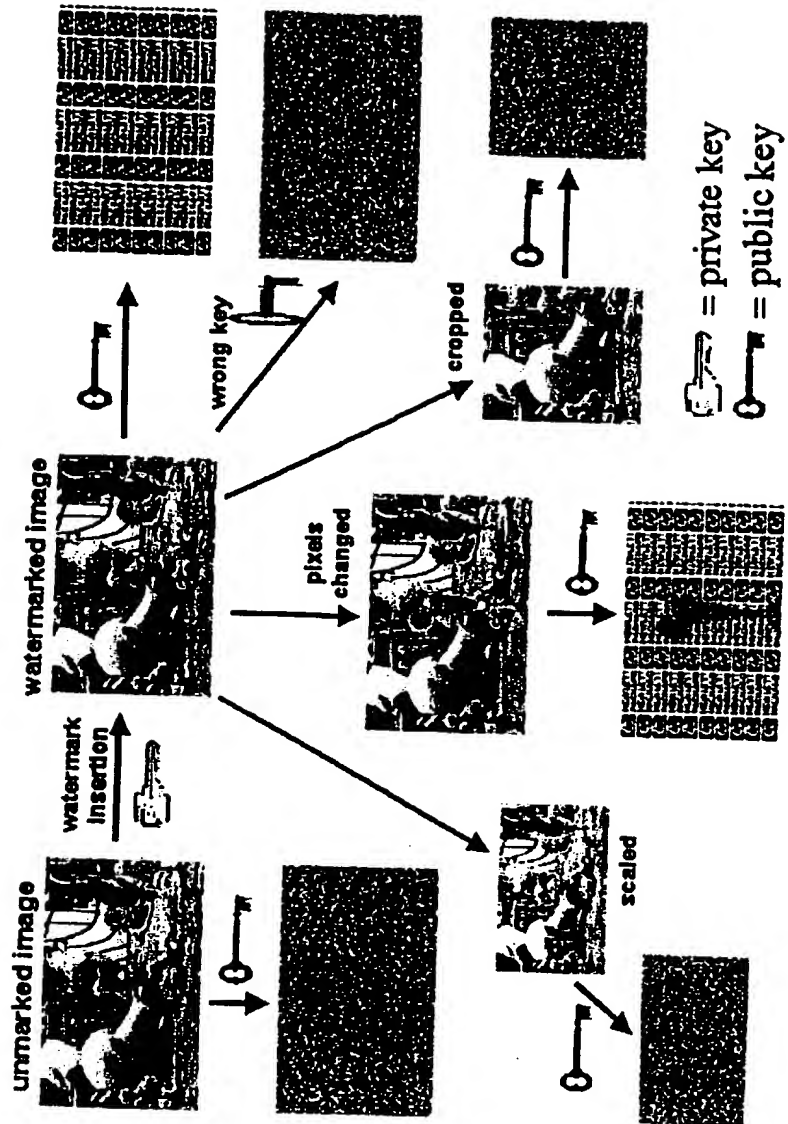 unmarked image
watermark
insertion
watermarked image
wrong key
pixels
changed
cropped
scaled
= private key
= public key